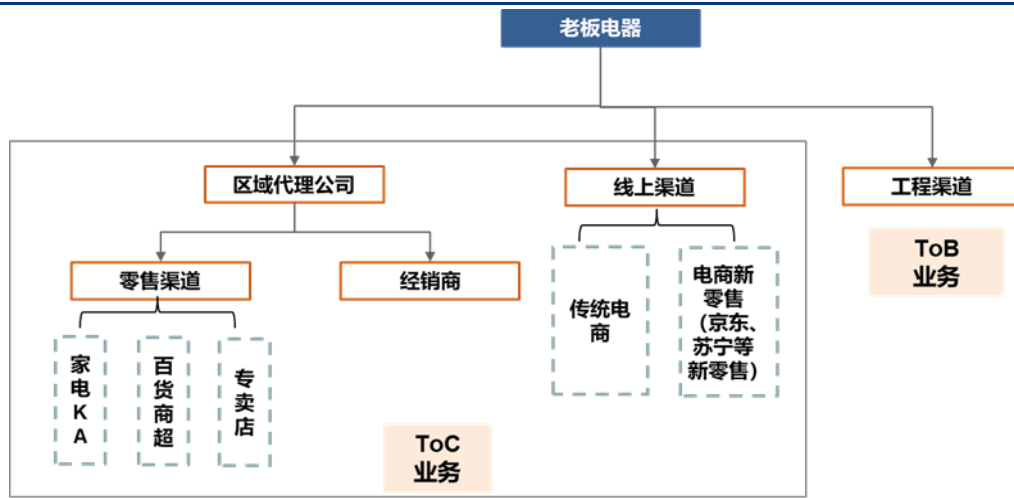 老板电器
区域代理公司
线上渠道
工程渠道
零售渠道
经销商
家
电
K
A
百
货
商
超
专
卖
店
传统电
商
电商新
零售
（京东、
苏宁等
新零售）
ToB
业务
ToC
业务